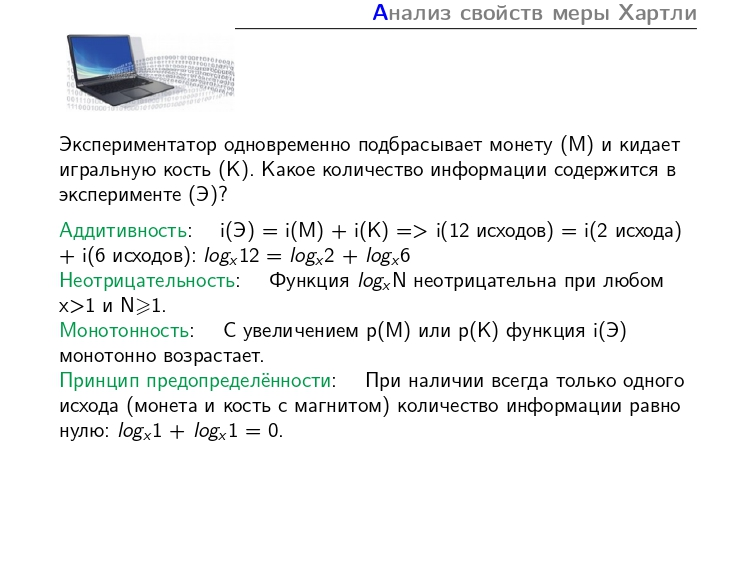 Анализ свойств меры Хартли
Экспериментатор одновременно подбрасывает монету (М) и кидает
игральную кость (К). Какое количество информации содержится в
эксперименте (Э)?
Аддитивность: i(Э) = i(М) + i(К) => i(12 исходов) = i(2 исхода)
+ i(6 исходов): logₓ12 = logₓ2 + logₓ6
Неотрицательность: Функция logₓN неотрицательна при любом
x>1 и N⩾1.
Монотонность: С увеличением p(М) или p(К) функция i(Э)
монотонно возрастает.
Принцип предопределённости: При наличии всегда только одного
исхода (монета и кость с магнитом) количество информации равно
нулю: logₓ1 + logₓ1 = 0.